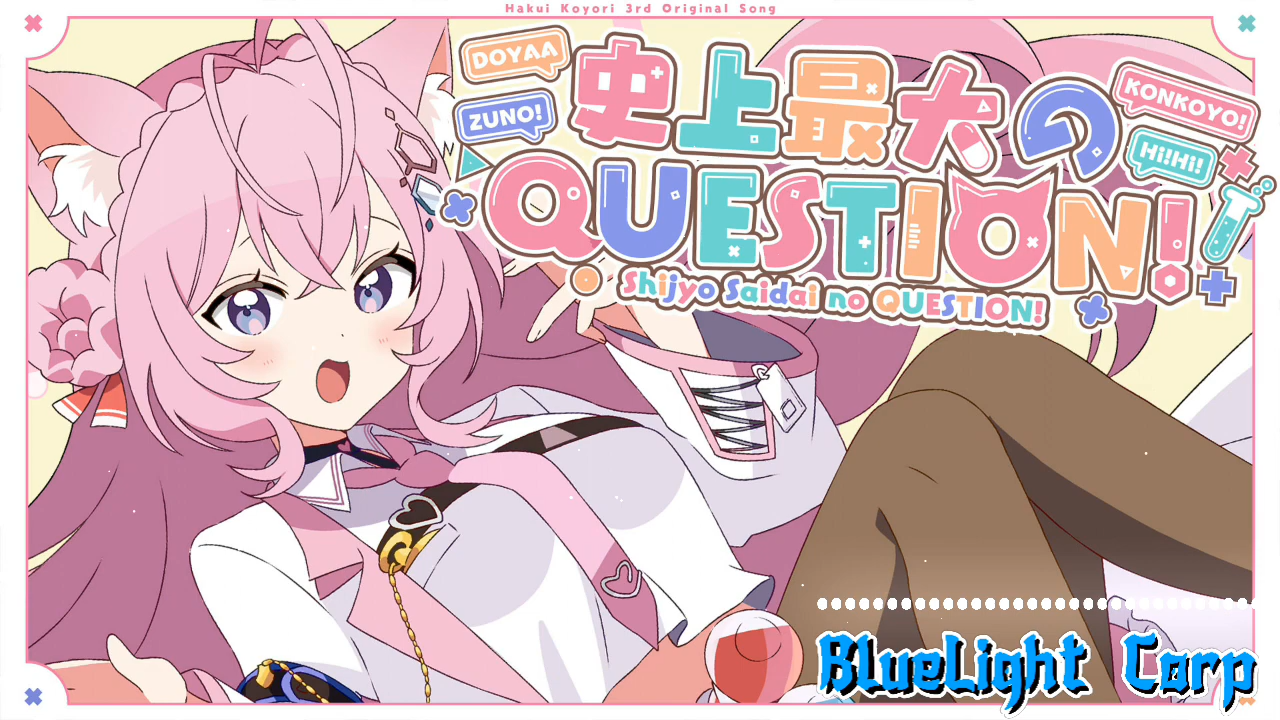 Hakui Koyori 3rd Original Song
DOYAA
ZUNO!
史上最大の
KONKOYO!
Hi!Hi!
QUESTION!
Shijyo Saidai no QUESTION!
BlueLight Corp